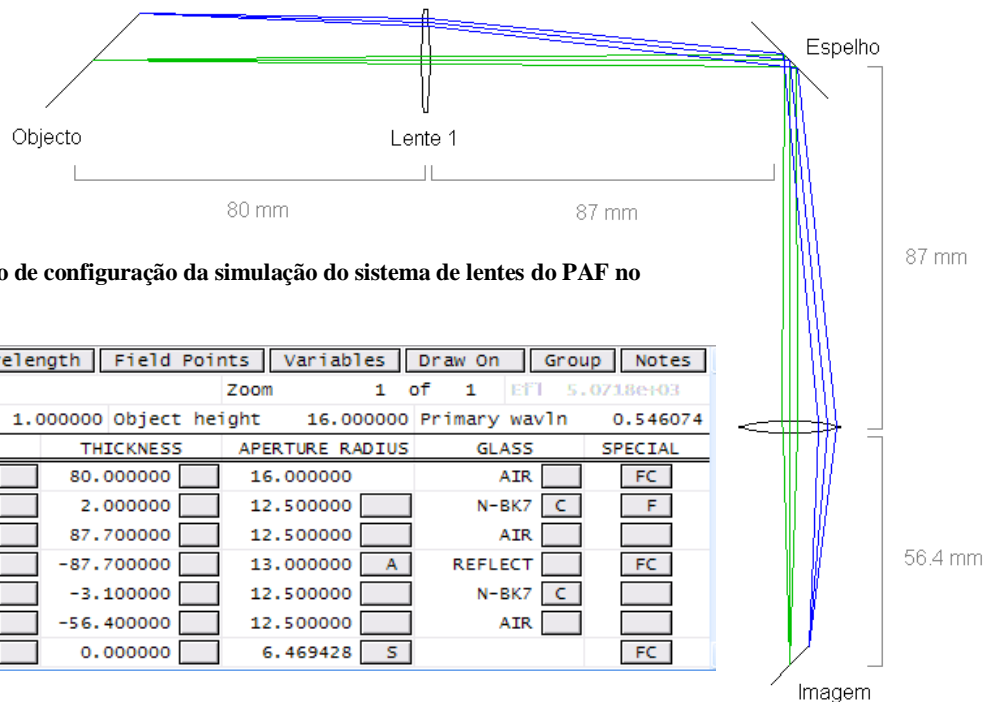 Espelho
Objecto
Lente 1
80 mm
87 mm
87 mm
o de configuração da simulação do sistema de lentes do PAF no
elength Field Points Variables Draw On Group Notes
Zoom 1 of 1 Efl 5.0718e+03
1.000000 Object height 16.000000 Primary wavln 0.546074
THICKNESS APERTURE RADIUS GLASS SPECIAL
80.000000 16.000000 AIR FC
2.000000 12.500000 N-BK7 C F
87.700000 12.500000 AIR
-87.700000 13.000000 A REFLECT FC
-3.100000 12.500000 N-BK7 C
-56.400000 12.500000 AIR
0.000000 6.469428 S FC
56.4 mm
Imagem